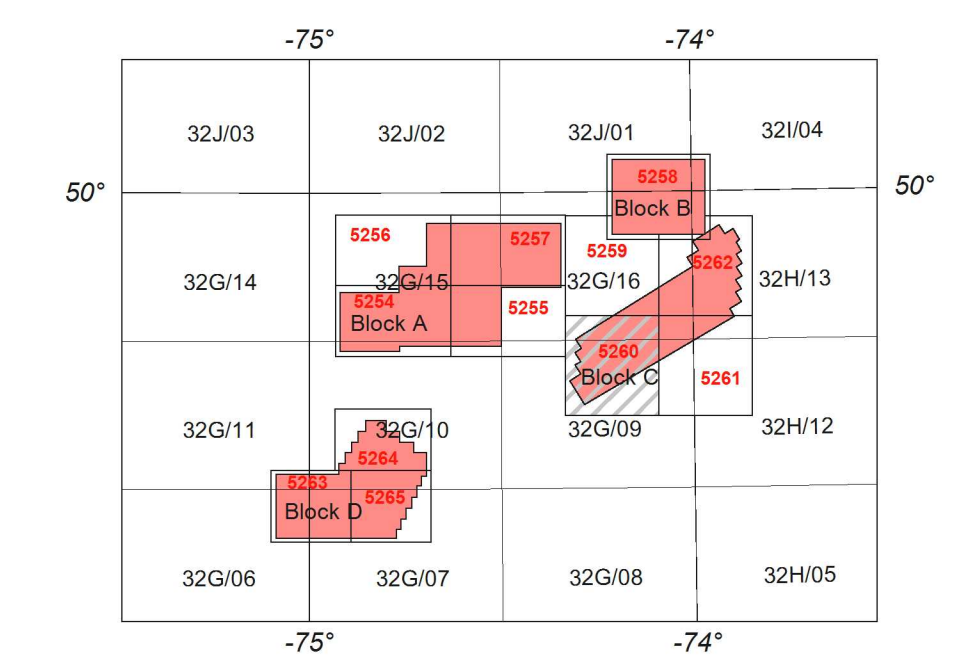 -75° -74°
32J/03 32J/02 32J/01 32I/04
50° 50°
5258
Block B
5256 5257 5259 5262
32G/14 32G/15 32G/16 32H/13
5254 5255
Block A
5260
Block C 5261
32G/11 32G/10 32G/09 32H/12
5264
5263 5265
Block D
32G/06 32G/07 32G/08 32H/05
-75° -74°